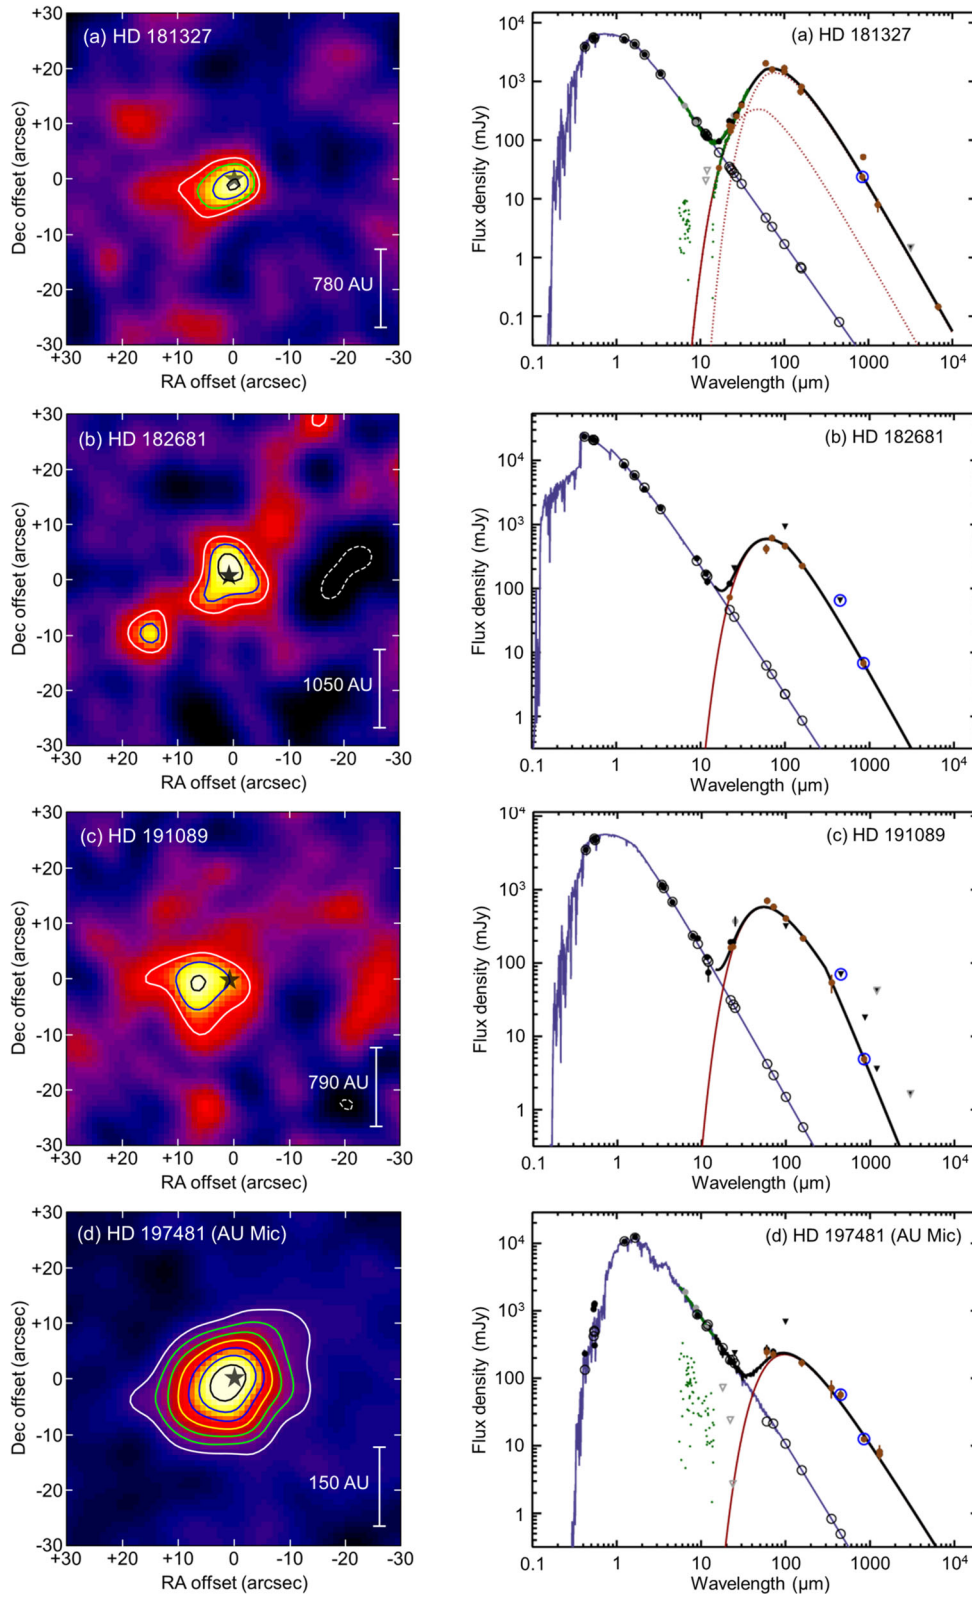 (a) HD 181327
+30
+20
+10
0
-10
-20
-30
Dec offset (arcsec)
780 AU
+30 +20 +10 0 -10 -20 -30
RA offset (arcsec)
(a) HD 181327
10⁴
10³
100
10
1
0.1
Flux density (mJy)
0.1 1 10 100 1000 10⁴
Wavelength (µm)
(b) HD 182681
+30
+20
+10
0
-10
-20
-30
Dec offset (arcsec)
1050 AU
+30 +20 +10 0 -10 -20 -30
RA offset (arcsec)
(b) HD 182681
10⁴
10³
100
10
1
Flux density (mJy)
0.1 1 10 100 1000 10⁴
Wavelength (µm)
(c) HD 191089
+30
+20
+10
0
-10
-20
-30
Dec offset (arcsec)
790 AU
+30 +20 +10 0 -10 -20 -30
RA offset (arcsec)
(c) HD 191089
10⁴
10³
100
10
1
Flux density (mJy)
0.1 1 10 100 1000 10⁴
Wavelength (µm)
(d) HD 197481 (AU Mic)
+30
+20
+10
0
-10
-20
-30
Dec offset (arcsec)
150 AU
+30 +20 +10 0 -10 -20 -30
RA offset (arcsec)
(d) HD 197481 (AU Mic)
10⁴
10³
100
10
1
Flux density (mJy)
0.1 1 10 100 1000 10⁴
Wavelength (µm)